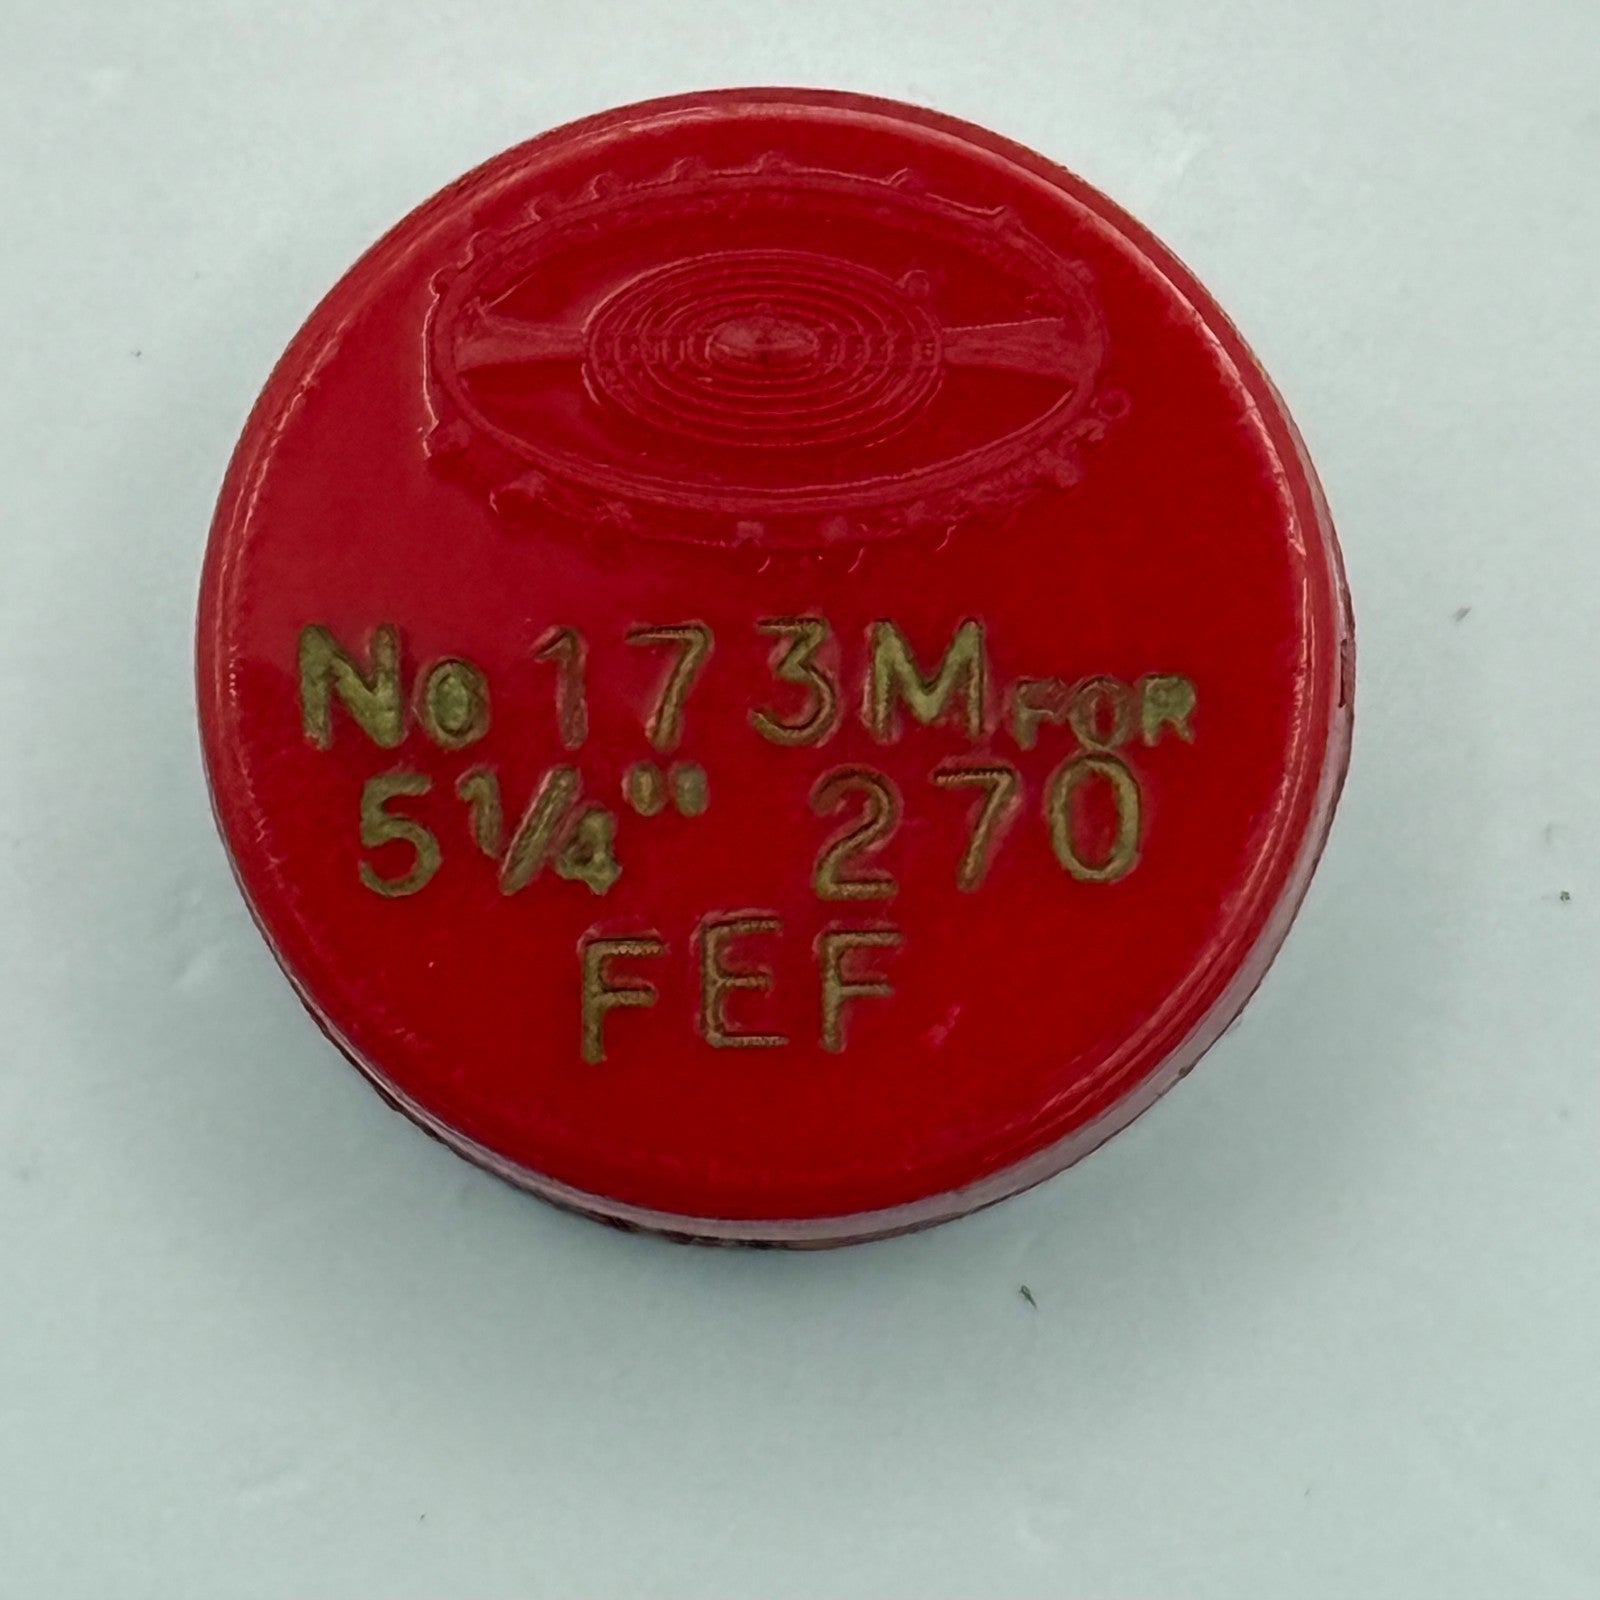 No 173M FOR
5¼" 270
FEF